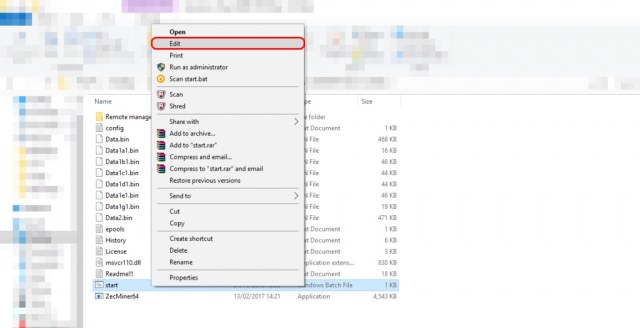 Open
Edit
Print
Run as administrator
Scan start.bat
Scan
Shred
Share with
Add to archive...
Add to "start.rar"
Compress and email...
Compress to "start.rar" and email
Restore previous versions
Send to
Cut
Copy
Create shortcut
Delete
Rename
Properties
Name Type Size
Remote manage folder
config Document 1 KB
Data.bin File 468 KB
Data1a1.bin File 16 KB
Data1b1.bin File 46 KB
Data1c1.bin File 44 KB
Data1d1.bin File 44 KB
Data1e1.bin File 44 KB
Data1g1.bin File 19 KB
Data2.bin File 471 KB
epools Document 1 KB
History Document 6 KB
License Document 3 KB
msvcr110.dll Application exten... 830 KB
Readme!!! Document 18 KB
start Windows Batch File 1 KB
ZecMiner64 13/02/2017 14:21 Application 4,543 KB